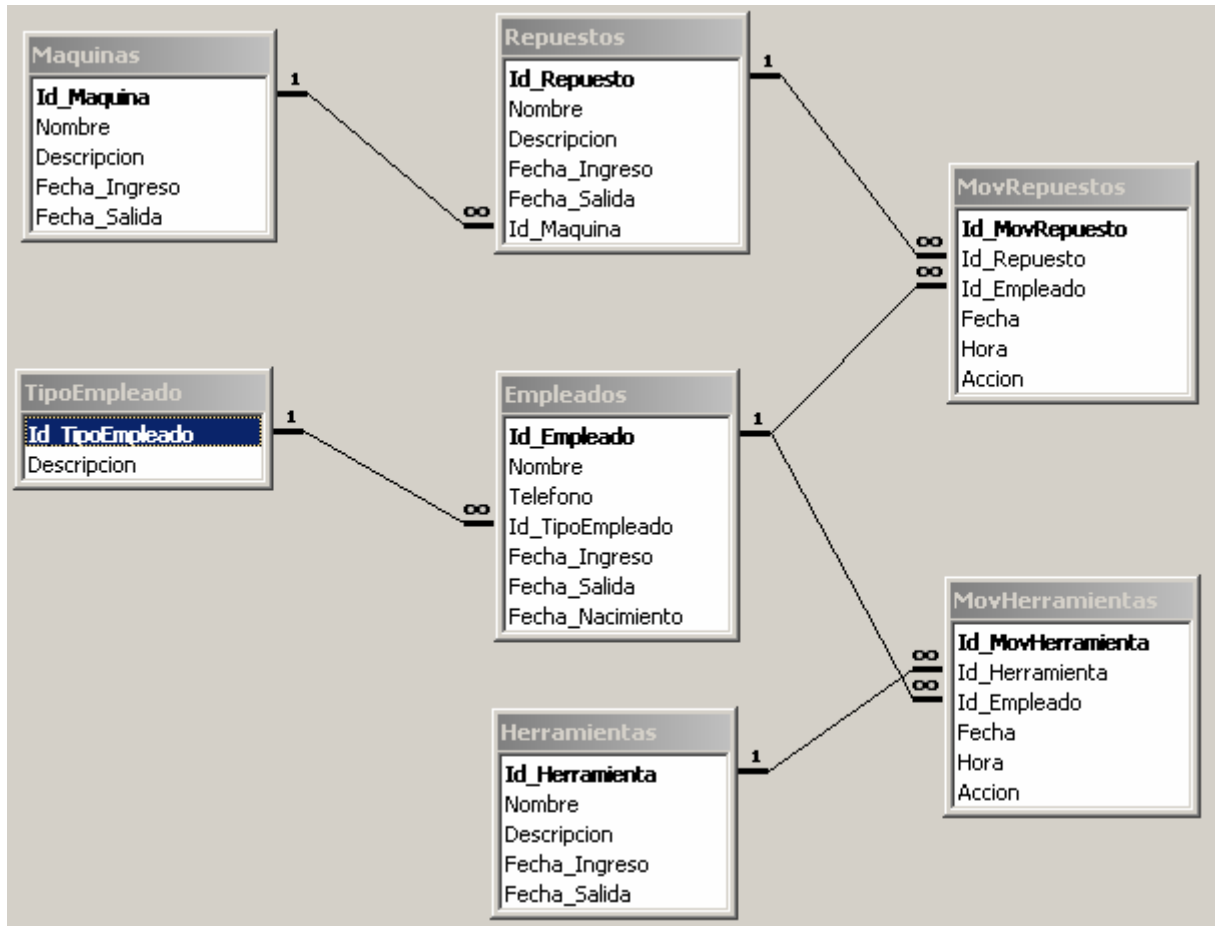 Maquinas
Id_Maquina
Nombre
Descripcion
Fecha_Ingreso
Fecha_Salida
1
∞
Repuestos
Id_Repuesto
Nombre
Descripcion
Fecha_Ingreso
Fecha_Salida
Id_Maquina
1
∞
∞
MovRepuestos
Id_MovRepuesto
Id_Repuesto
Id_Empleado
Fecha
Hora
Accion
TipoEmpleado
Id_TipoEmpleado
Descripcion
1
∞
Empleados
Id_Empleado
Nombre
Telefono
Id_TipoEmpleado
Fecha_Ingreso
Fecha_Salida
Fecha_Nacimiento
1
∞
∞
MovHerramientas
Id_MovHerramienta
Id_Herramienta
Id_Empleado
Fecha
Hora
Accion
Herramientas
Id_Herramienta
Nombre
Descripcion
Fecha_Ingreso
Fecha_Salida
1